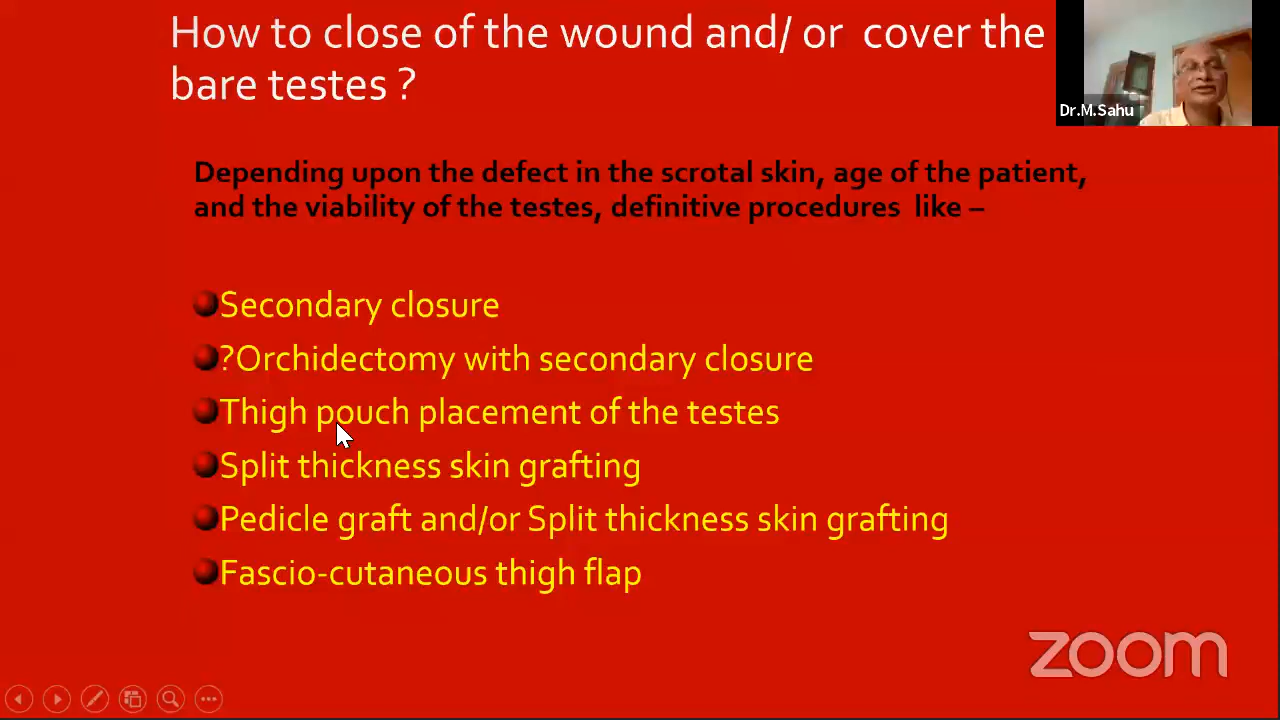 How to close of the wound and/ or cover the
bare testes ?
Dr.M.Sahu
Depending upon the defect in the scrotal skin, age of the patient,
and the viability of the testes, definitive procedures like –
Secondary closure
?Orchidectomy with secondary closure
Thigh pouch placement of the testes
Split thickness skin grafting
Pedicle graft and/or Split thickness skin grafting
Fascio-cutaneous thigh flap
zoom